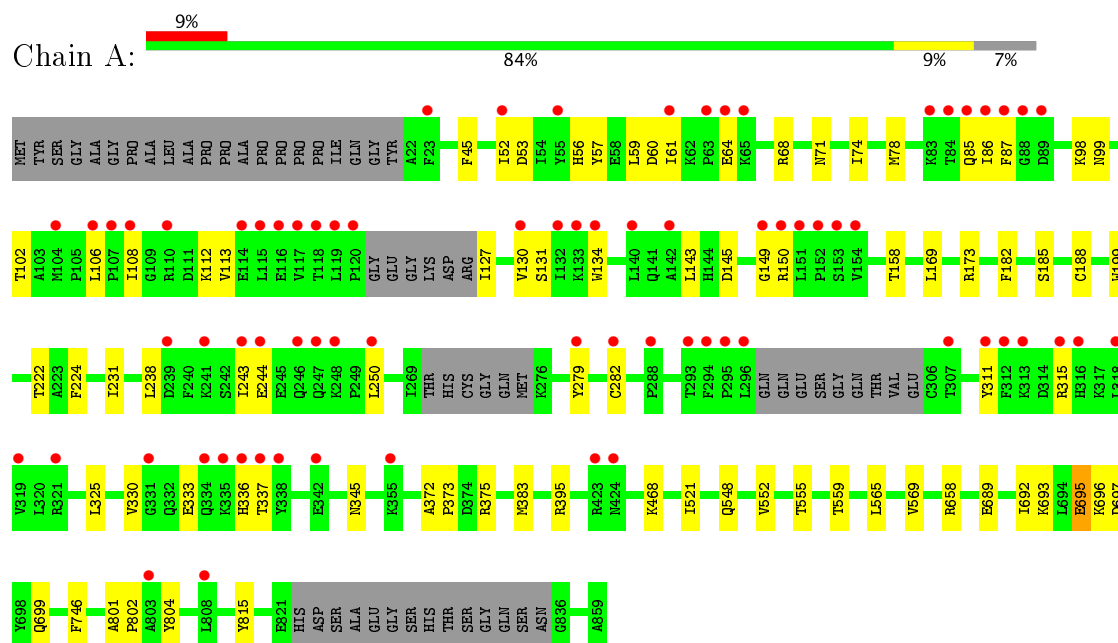 9%
Chain A:
84% 9% 7%
MET TYR SER GLY ALA GLY PRO ALA LEU ALA PRO PRO ALA PRO PRO PRO PRO ILE GLN GLY TYR A22 F23 F45 I52 D53 I54 Y55 H56 Y57 E58 L59 D60 I61 K62 P63 E64 K65 R68 N71 I74 M78 K83 T84 Q85 I86 F87 G88 D89 K98 N99
T102 A103 M104 P105 L106 P107 I108 G109 R110 D111 K112 V113 E114 L115 E116 V117 T118 L119 P120 GLY GLU GLY LYS ASP ARG I127 V130 S131 I132 K133 W134 L140 Q141 A142 L143 H144 D145 G149 R150 L151 P152 S153 V154 T158 L169 R173 F182 S185 C188
T222 A223 F224 I231 L238 D239 F240 K241 S242 I243 E244 E245 Q246 Q247 K248 P249 L250 I269 THR HIS CYS GLY GLN MET K276 Y279 C282 P288 T293 F294 P295 L296 GLN GLN GLU SER GLY GLN THR VAL GLU C306 T307 Y311 F312 K313 D314 R315 H316 K317 L318
V319 L320 R321 L325 V330 G331 Q332 E333 Q334 K335 H336 T337 Y338 E342 N345 K355 A372 P373 D374 R375 M383 R395 R423 N424 K468 I521 Q548 V552 T555 T559 L565 V569 R658 E689 I692 K693 L694 E695 K696 D697
Y698 Q699 F746 A801 P802 A803 Y804 L808 Y815 E821 HIS ASP SER ALA GLU GLY SER HIS THR SER GLY GLN SER ASN G836 A859